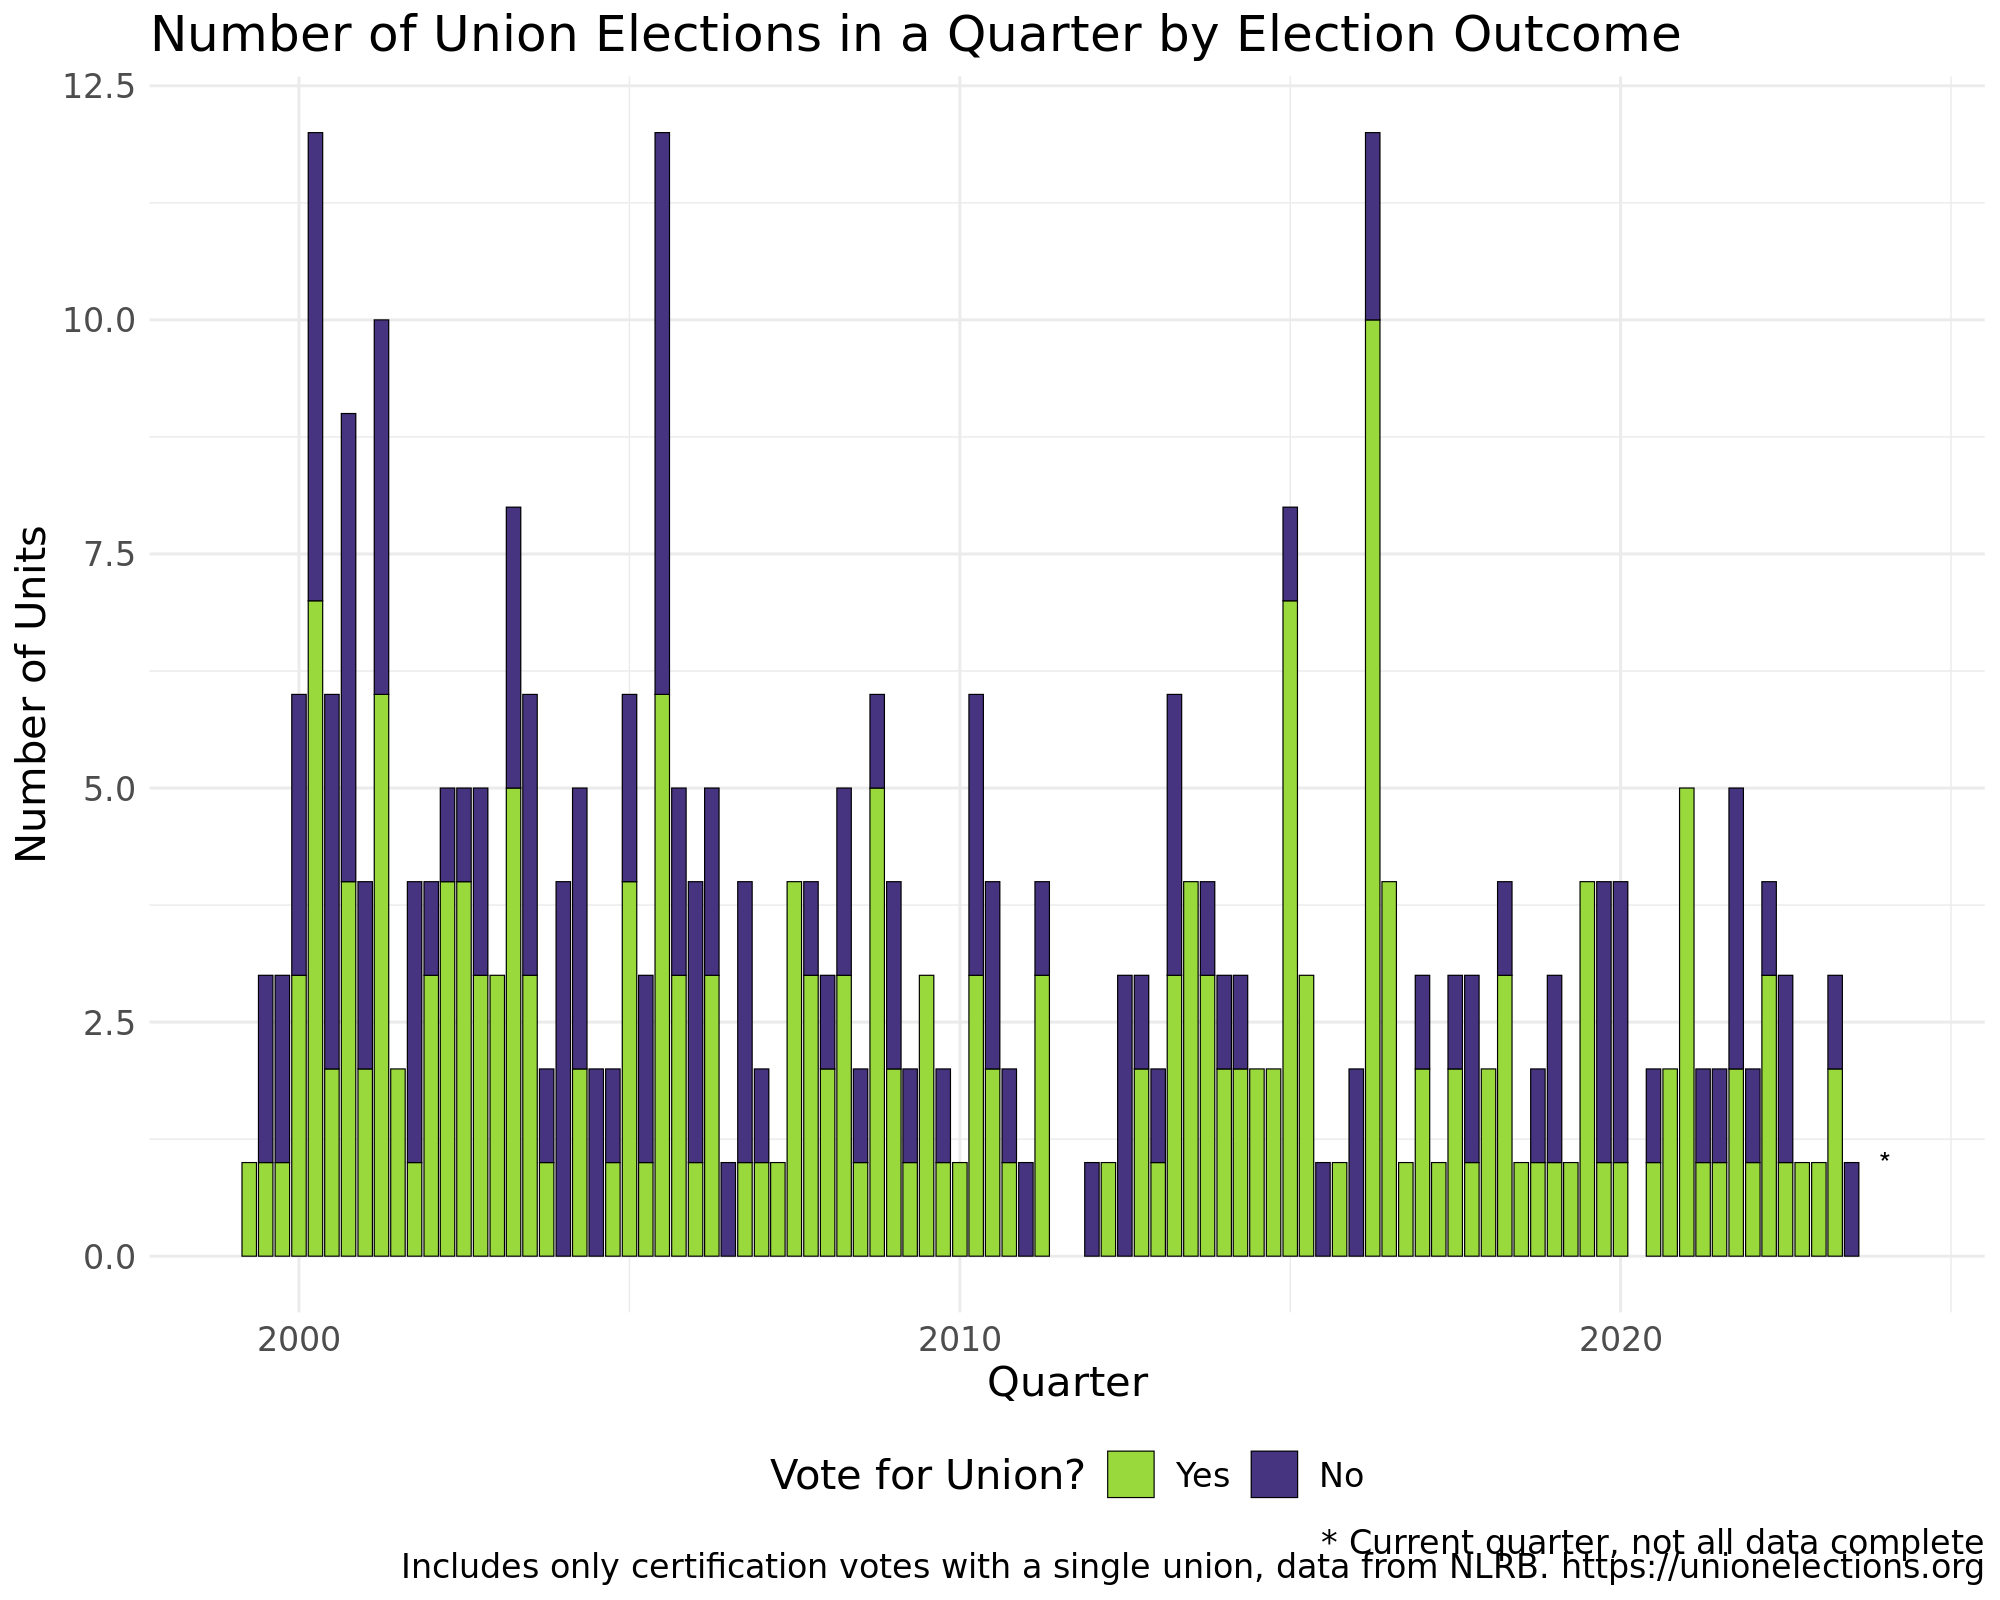 Number of Union Elections in a Quarter by Election Outcome
12.5
10.0
7.5
5.0
2.5
0.0
Number of Units
*
2000 2010 2020
Quarter
Vote for Union? Yes No
* Current quarter, not all data complete
Includes only certification votes with a single union, data from NLRB. https://unionelections.org